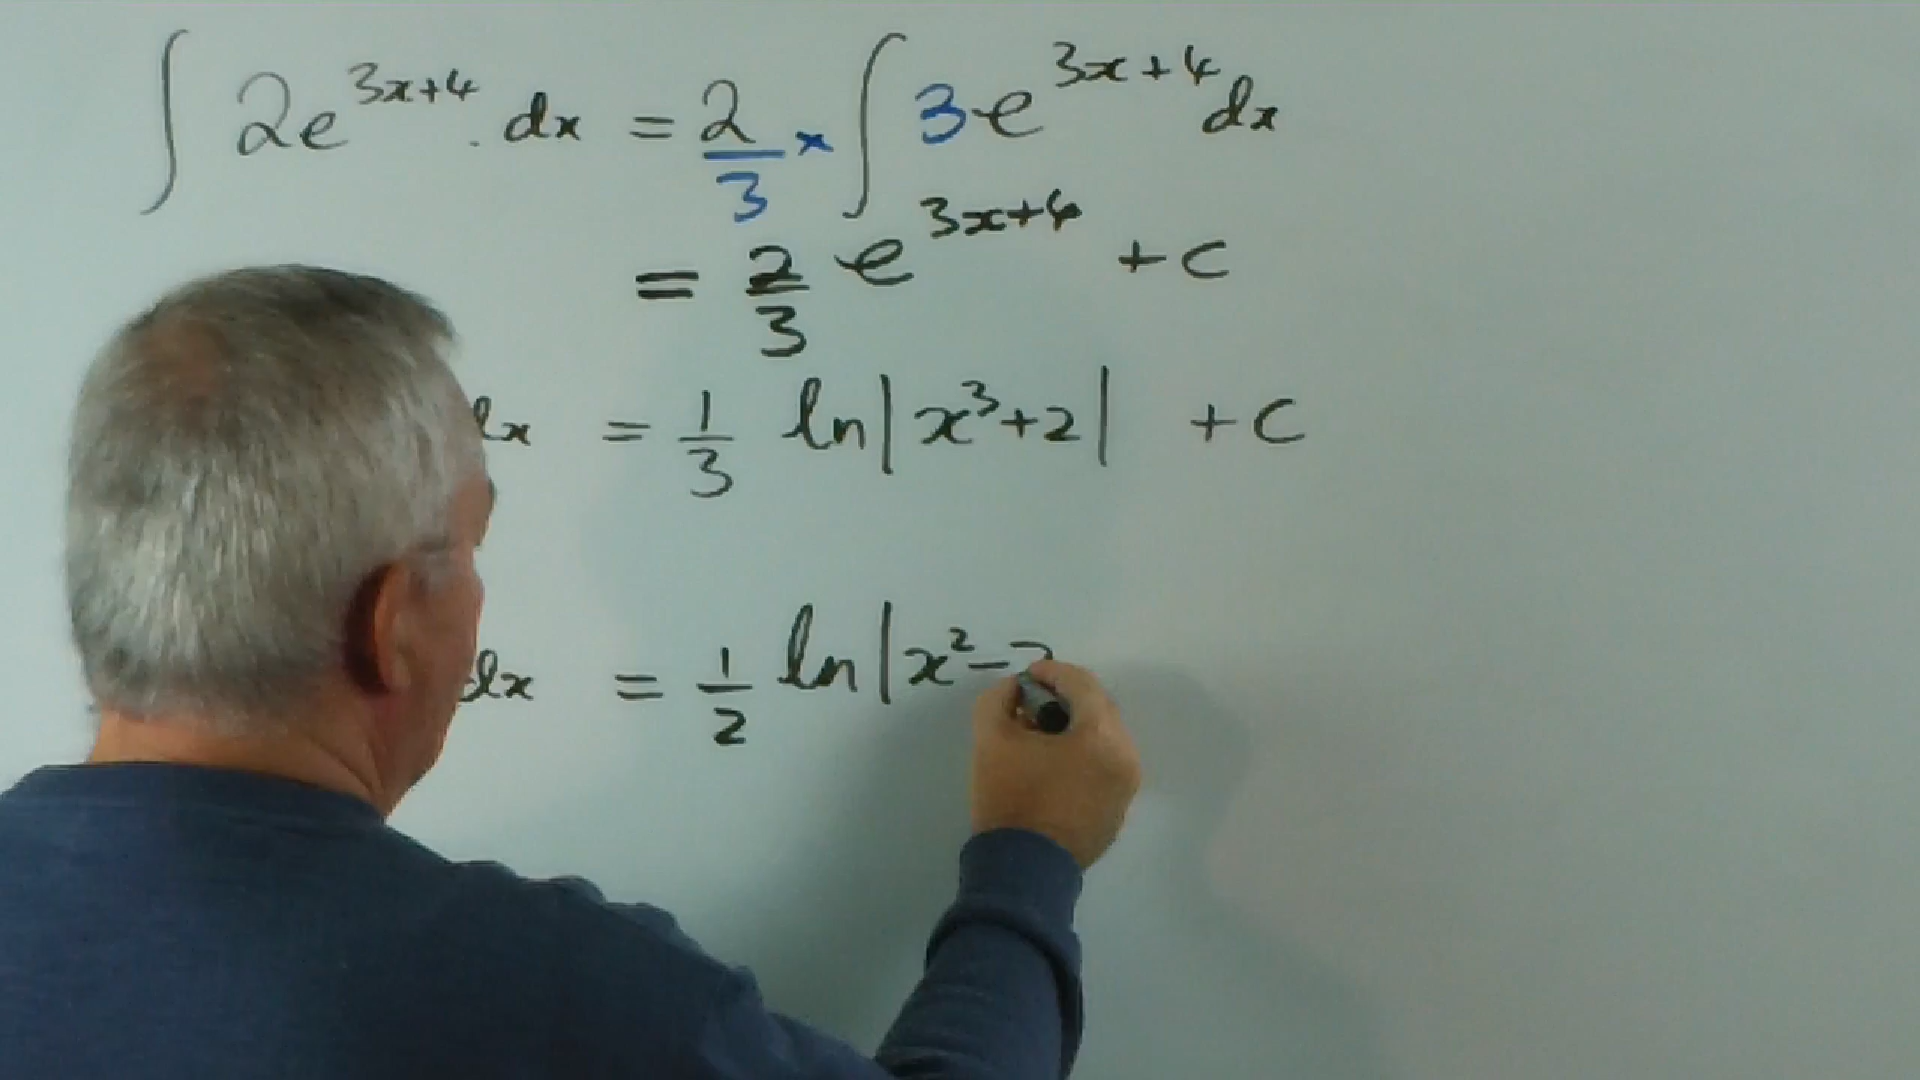 ∫ 2e^{3x+4} . dx = 2/3 × ∫ 3e^{3x+4} dx
= 2/3 e^{3x+4} + c
dx = 1/3 ln|x³+2| + c
dx = 1/2 ln|x²−